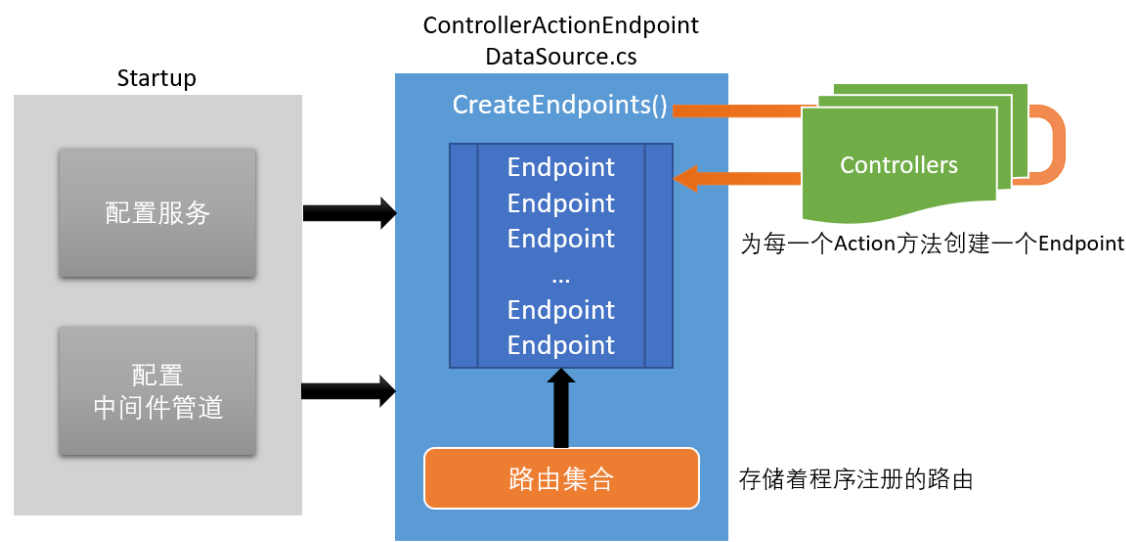 Startup
配置服务
配置
中间件管道
ControllerActionEndpoint
DataSource.cs
CreateEndpoints()
Endpoint
Endpoint
Endpoint
...
Endpoint
Endpoint
路由集合
Controllers
为每一个Action方法创建一个Endpoint
存储着程序注册的路由